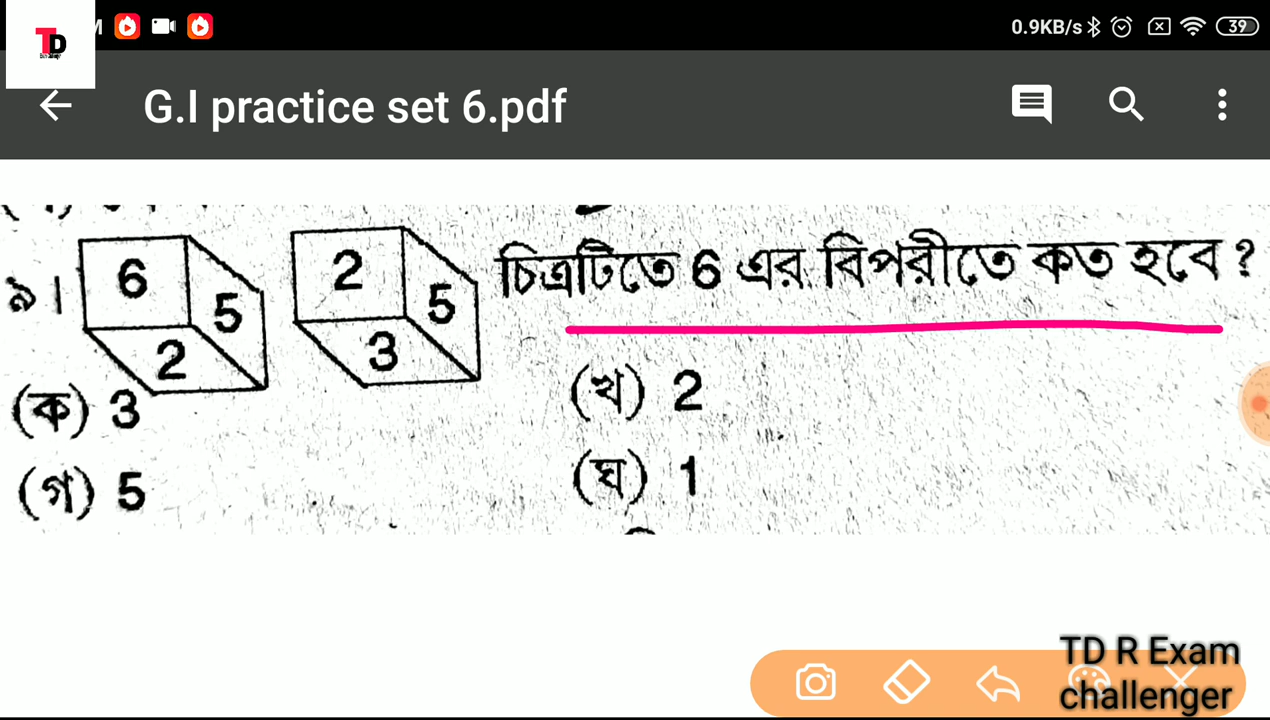 TD
M
0.9KB/s
39
G.I practice set 6.pdf
৯। 6 5 2 2 5 3 চিত্রটিতে 6 এর বিপরীতে কত হবে ?
(ক) 3
(খ) 2
(গ) 5
(ঘ) 1
TD R Exam
challenger